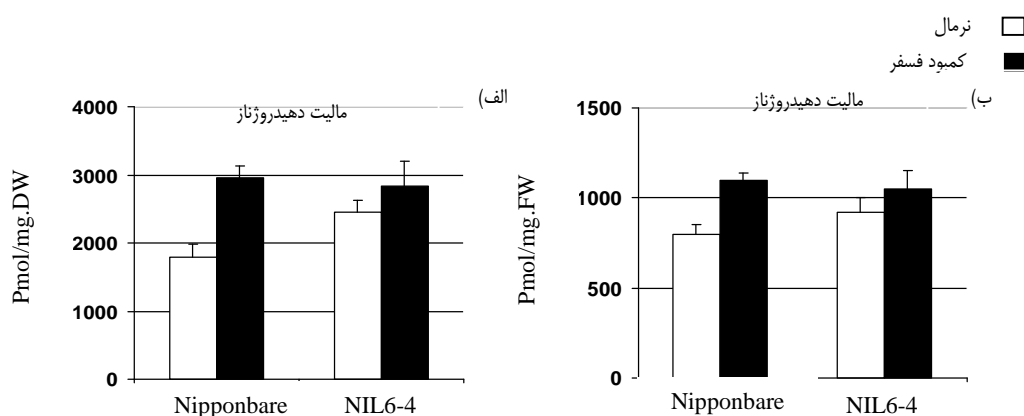 نرمال
کمبود فسفر
الف)
مالیت دهیدروژناز
4000
3000
2000
1000
0
Pmol/mg.DW
Nipponbare NIL6-4
ب)
مالیت دهیدروژناز
1500
1000
500
0
Pmol/mg.FW
Nipponbare NIL6-4